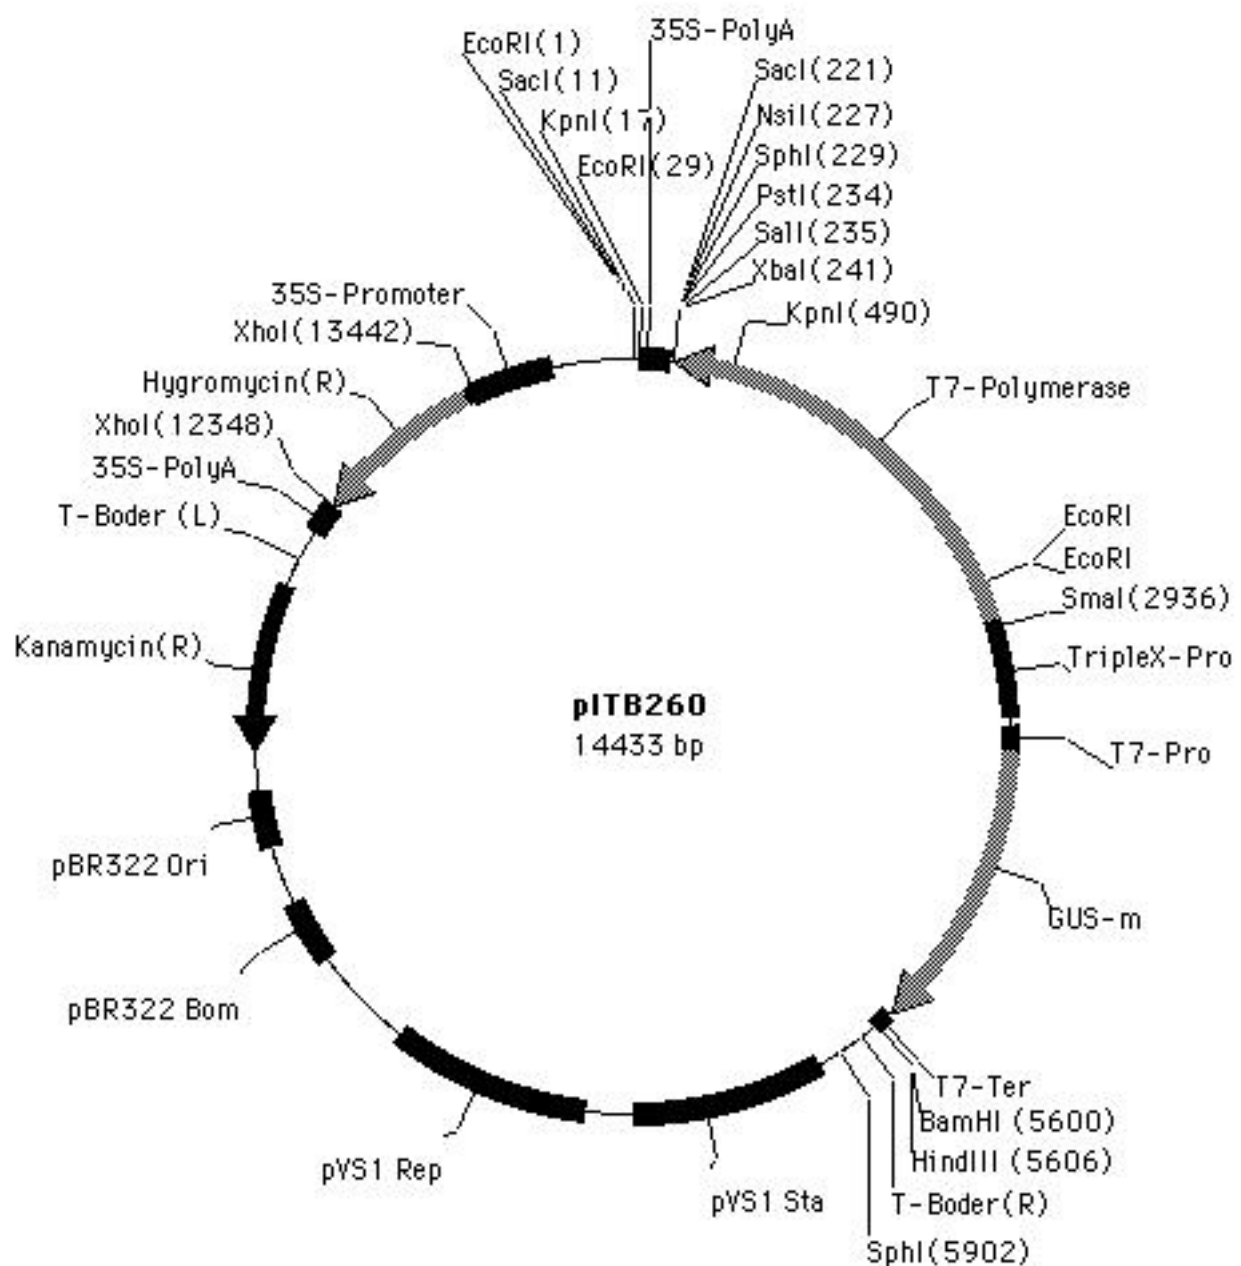 EcoRI(1)
SacI(11)
KpnI(17)
EcoRI(29)
35S-PolyA
SacI(221)
NsiI(227)
SphI(229)
PstI(234)
SalI(235)
XbaI(241)
KpnI(490)
T7-Polymerase
EcoRI
EcoRI
SmaI(2936)
TripleX-Pro
T7-Pro
GUS-m
T7-Ter
BamHI (5600)
HindIII (5606)
T-Boder(R)
SphI(5902)
pVS1 Sta
pVS1 Rep
pBR322 Bom
pBR322 Ori
Kanamycin(R)
T-Boder (L)
35S-PolyA
XhoI(12348)
Hygromycin(R)
XhoI(13442)
35S-Promoter
pITB260
14433 bp